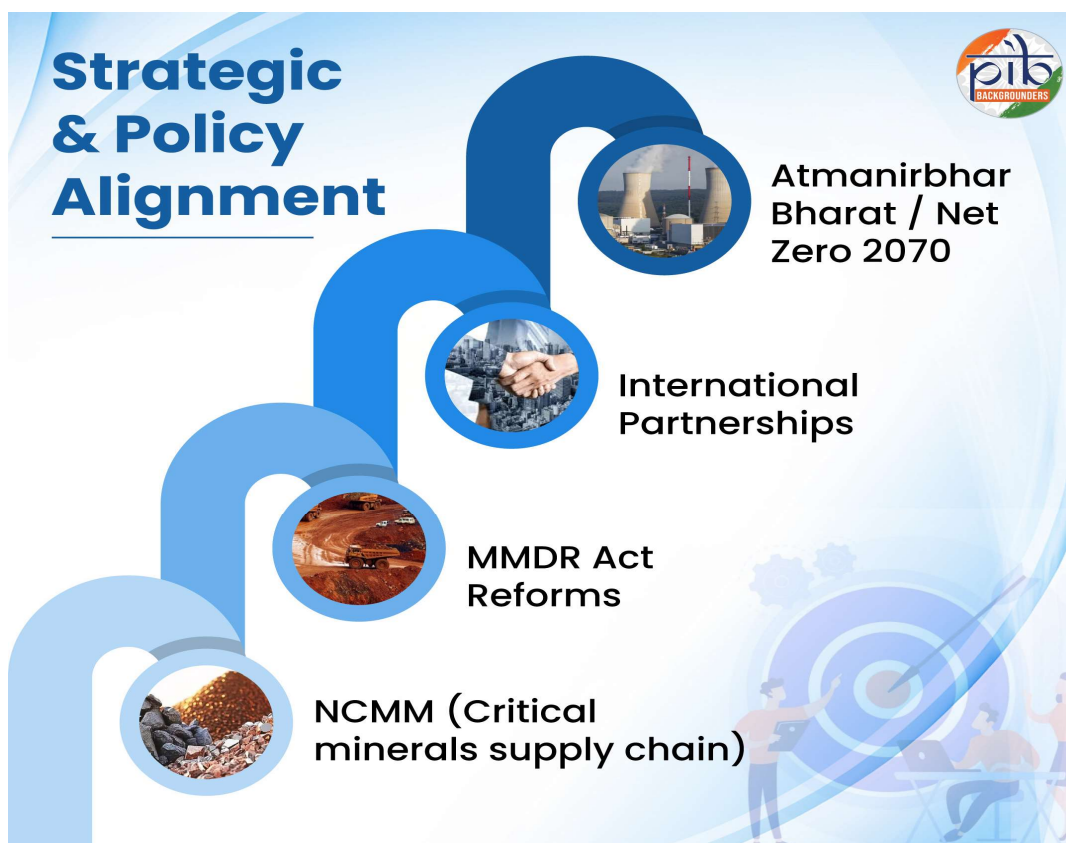 Strategic
& Policy
Alignment
pib
BACKGROUNDERS
Atmanirbhar
Bharat / Net
Zero 2070
International
Partnerships
MMDR Act
Reforms
NCMM (Critical
minerals supply chain)